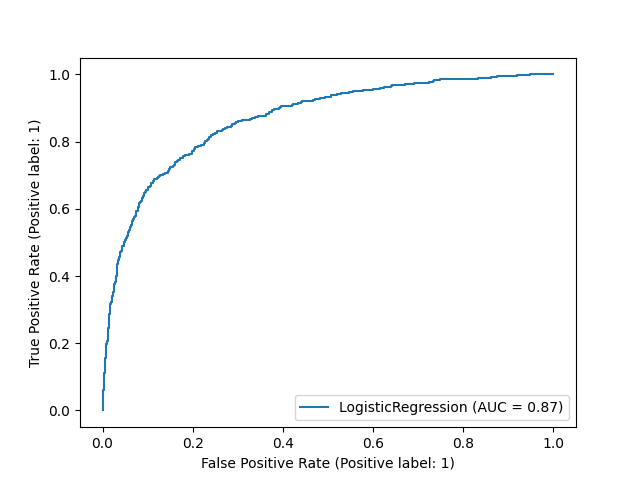 1.0
0.8
0.6
0.4
0.2
0.0
True Positive Rate (Positive label: 1)
LogisticRegression (AUC = 0.87)
0.0 0.2 0.4 0.6 0.8 1.0
False Positive Rate (Positive label: 1)